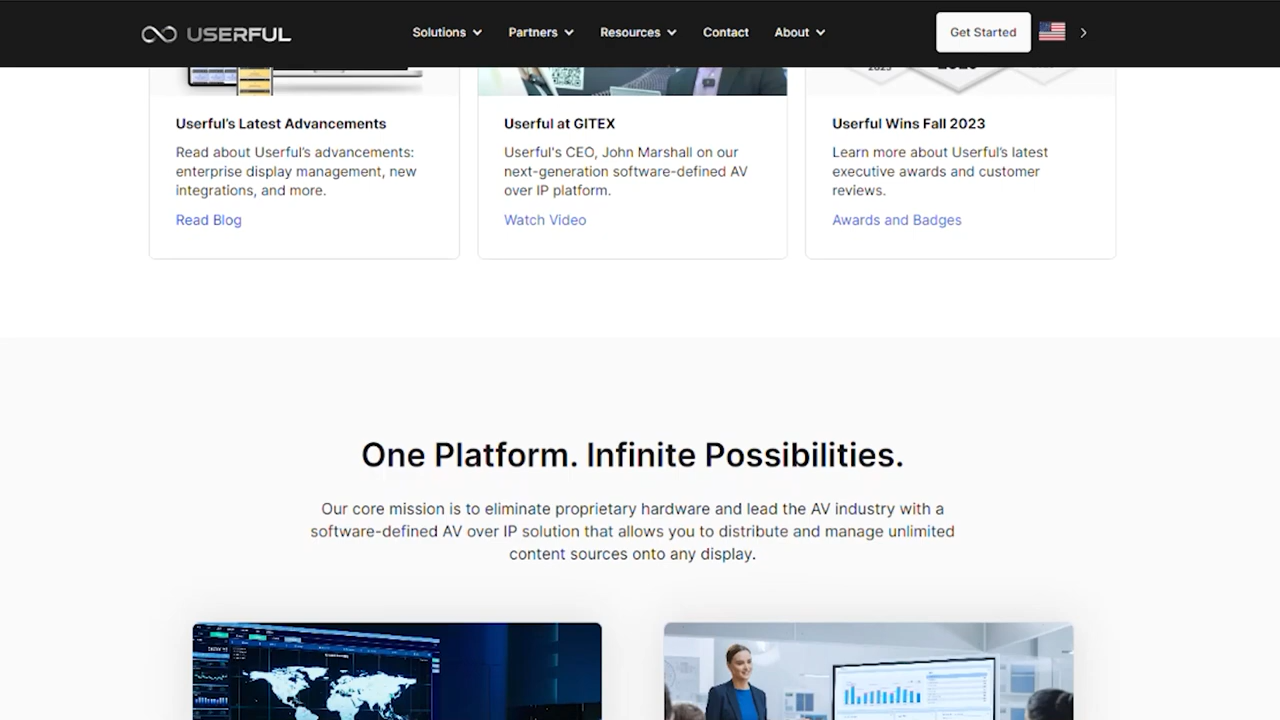 USERFUL
Solutions
Partners
Resources
Contact
About
Get Started
Userful's Latest Advancements
Read about Userful's advancements:
enterprise display management, new
integrations, and more.
Read Blog
Userful at GITEX
Userful's CEO, John Marshall on our
next-generation software-defined AV
over IP platform.
Watch Video
Userful Wins Fall 2023
Learn more about Userful's latest
executive awards and customer
reviews.
Awards and Badges
One Platform. Infinite Possibilities.
Our core mission is to eliminate proprietary hardware and lead the AV industry with a
software-defined AV over IP solution that allows you to distribute and manage unlimited
content sources onto any display.